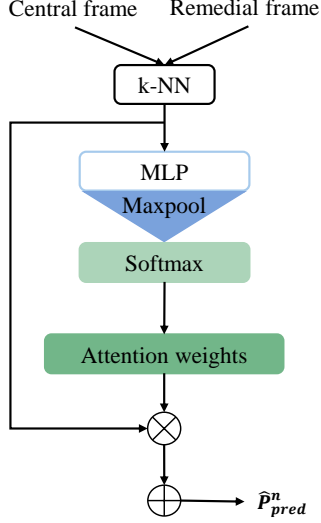 Central frame
Remedial frame
k-NN
MLP
Maxpool
Softmax
Attention weights
P̂ⁿ_pred